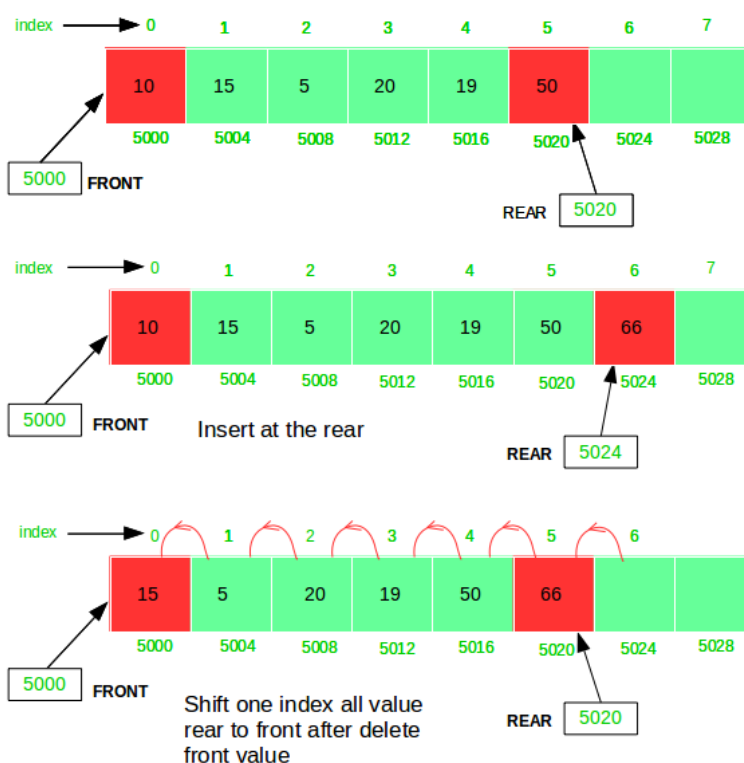 index 0 1 2 3 4 5 6 7
10 15 5 20 19 50
5000 5004 5008 5012 5016 5020 5024 5028
5000 FRONT
REAR 5020
index 0 1 2 3 4 5 6 7
10 15 5 20 19 50 66
5000 5004 5008 5012 5016 5020 5024 5028
5000 FRONT
Insert at the rear
REAR 5024
index 0 1 2 3 4 5 6
15 5 20 19 50 66
5000 5004 5008 5012 5016 5020 5024 5028
5000 FRONT
Shift one index all value
rear to front after delete
front value
REAR 5020